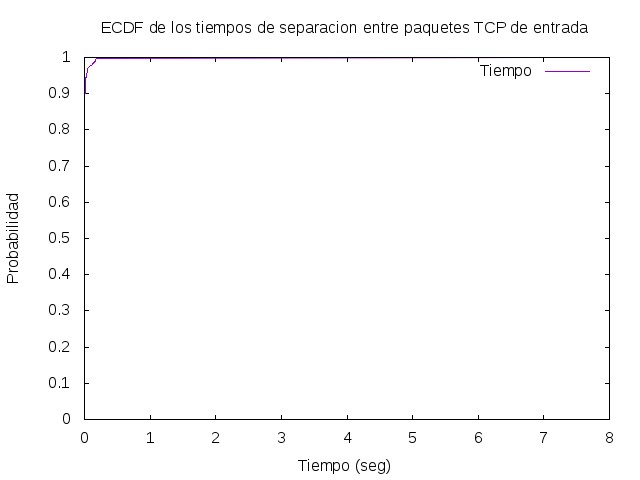 ECDF de los tiempos de separacion entre paquetes TCP de entrada
1
Tiempo
0.9
0.8
0.7
0.6
0.5
0.4
0.3
0.2
0.1
0
Probabilidad
0 1 2 3 4 5 6 7 8
Tiempo (seg)